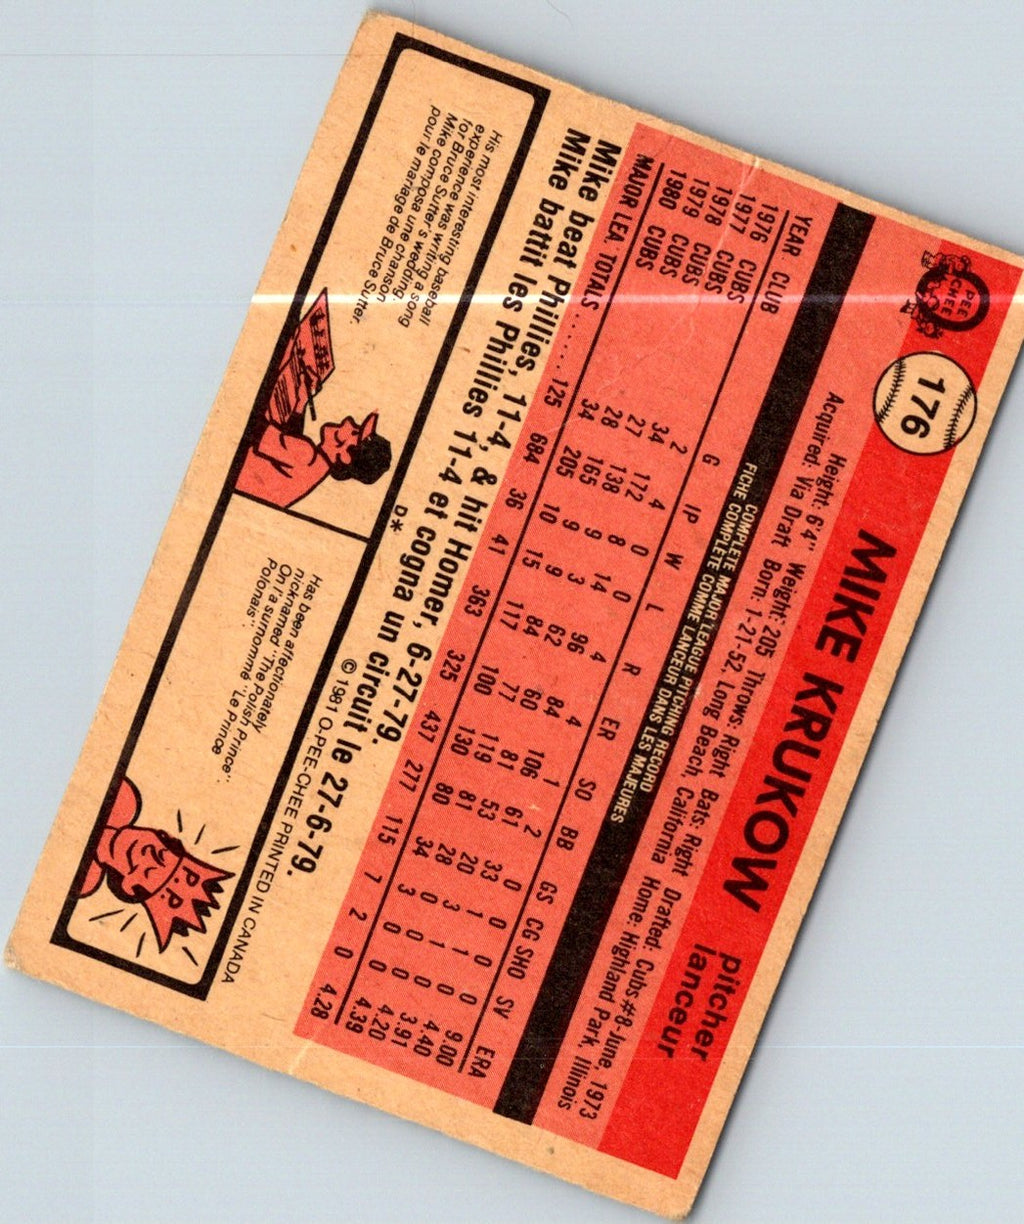 O
PEE
CHEE
176
MIKE KRUKOW
pitcher
lanceur
Height: 6'4" Weight: 205 Throws: Right Bats: Right Drafted: Cubs #8-June, 1973
Acquired: Via Draft Born: 1-21-52, Long Beach, California Home: Highland Park, Illinois
COMPLETE MAJOR LEAGUE PITCHING RECORD
FICHE COMPLETE COMME LANCEUR DANS LES MAJEURES
YEAR CLUB G IP W L R ER SO BB GS CG SHO SV ERA
1976 CUBS 2 4 0 0 4 4 1 2 0 0 0 0 9.00
1977 CUBS 34 172 8 14 96 84 106 61 33 1 1 0 4.40
1978 CUBS 27 138 9 3 62 60 81 53 20 3 1 0 3.91
1979 CUBS 28 165 9 9 84 77 119 81 28 0 0 0 4.20
1980 CUBS 34 205 10 15 117 100 130 80 34 3 0 0 4.39
MAJOR LEA. TOTALS ...... 125 684 36 41 363 325 437 277 115 7 2 0 4.28
Mike beat Phillies, 11-4, & hit Homer, 6-27-79.
Mike battit les Phillies 11-4 et cogna un circuit le 27-6-79.
D*
© 1981 O-PEE-CHEE PRINTED IN CANADA
His most interesting baseball
experience was writing a song
for Bruce Sutter's wedding.
Mike composa une chanson
pour le mariage de Bruce Sutter.
Has been affectionately
nicknamed "The Polish Prince".
On l'a surnommé "Le Prince
Polonais".
P.P.